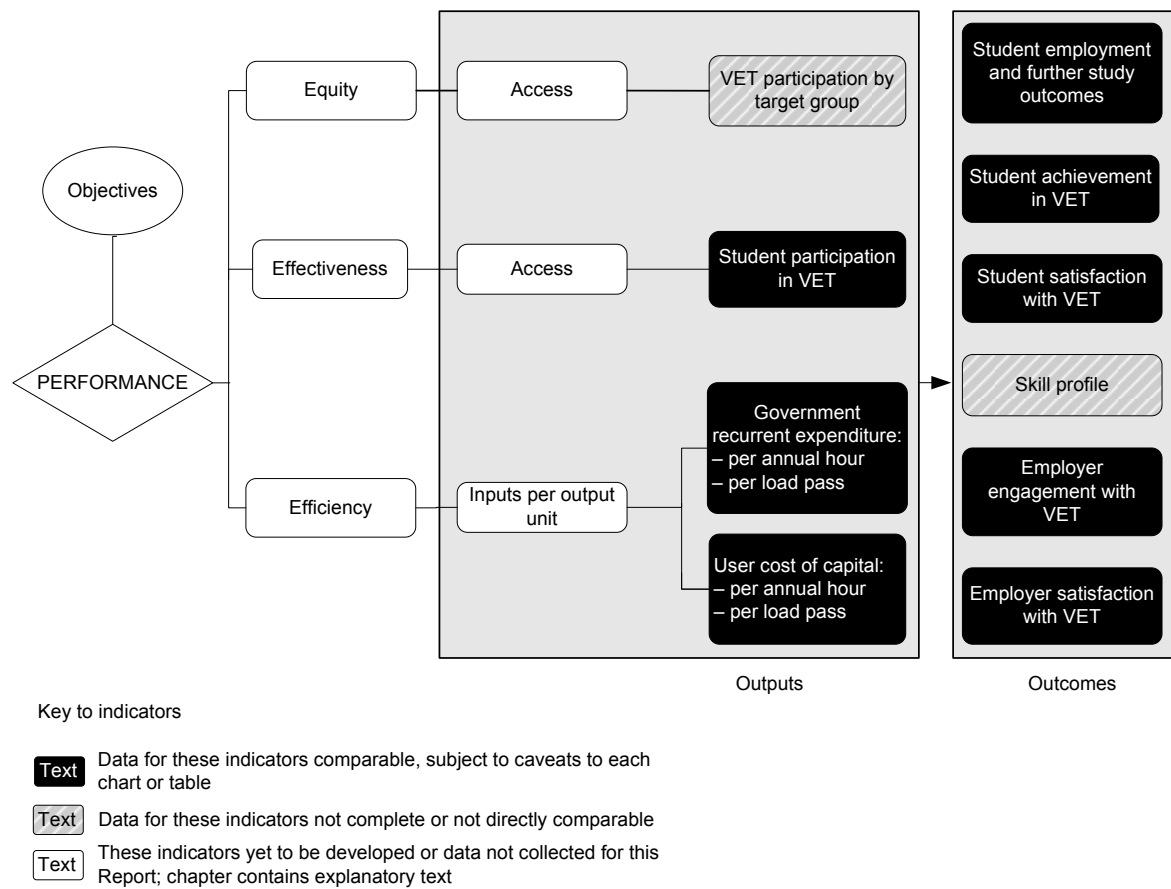 Objectives
PERFORMANCE
Equity
Access
VET participation by
target group
Effectiveness
Access
Student participation
in VET
Efficiency
Inputs per output
unit
Government
recurrent expenditure:
– per annual hour
– per load pass
User cost of capital:
– per annual hour
– per load pass
Outputs
Student employment
and further study
outcomes
Student achievement
in VET
Student satisfaction
with VET
Skill profile
Employer
engagement with
VET
Employer satisfaction
with VET
Outcomes
Key to indicators
Text
Data for these indicators comparable, subject to caveats to each
chart or table
Text
Data for these indicators not complete or not directly comparable
Text
These indicators yet to be developed or data not collected for this
Report; chapter contains explanatory text